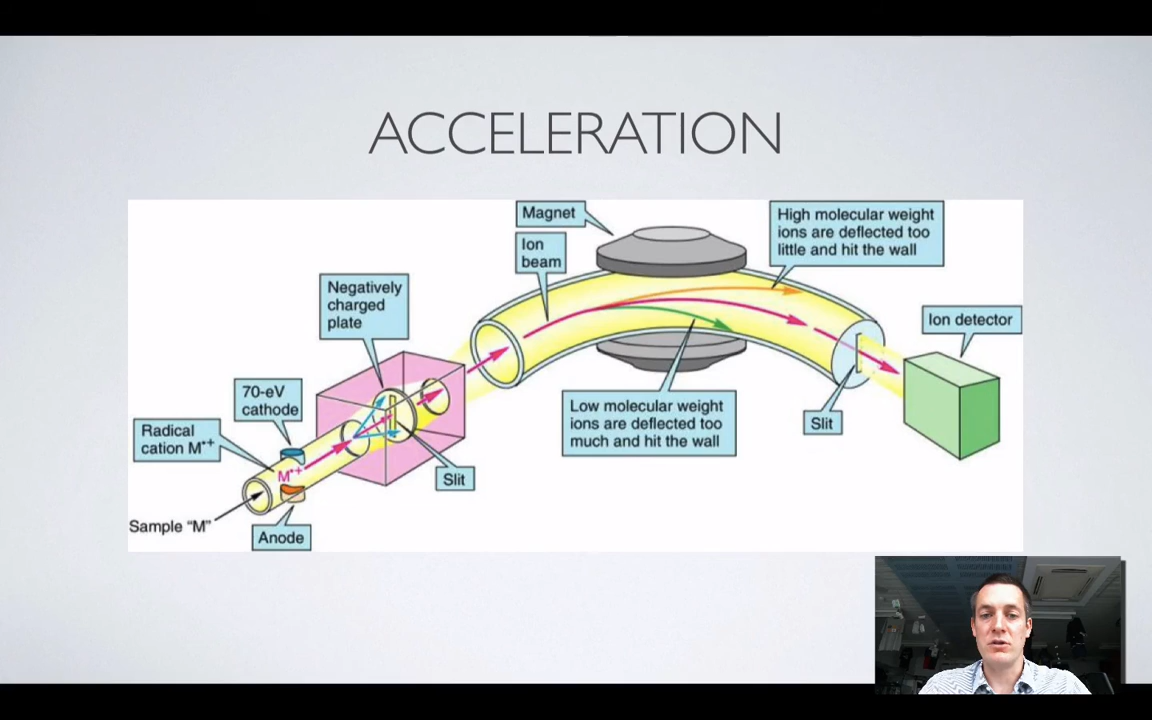 ACCELERATION
Magnet
High molecular weight
ions are deflected too
little and hit the wall
Ion
beam
Negatively
charged
plate
Ion detector
70-eV
cathode
Low molecular weight
ions are deflected too
much and hit the wall
Slit
Radical
cation M•+
M•+
Slit
Sample “M”
Anode